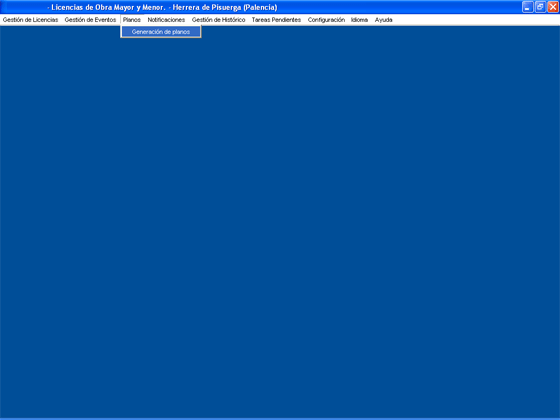 - Licencias de Obra Mayor y Menor. - Herrera de Pisuerga (Palencia)
Gestión de Licencias Gestión de Eventos Planos Notificaciones Gestión de Histórico Tareas Pendientes Configuración Idioma Ayuda
Generación de planos